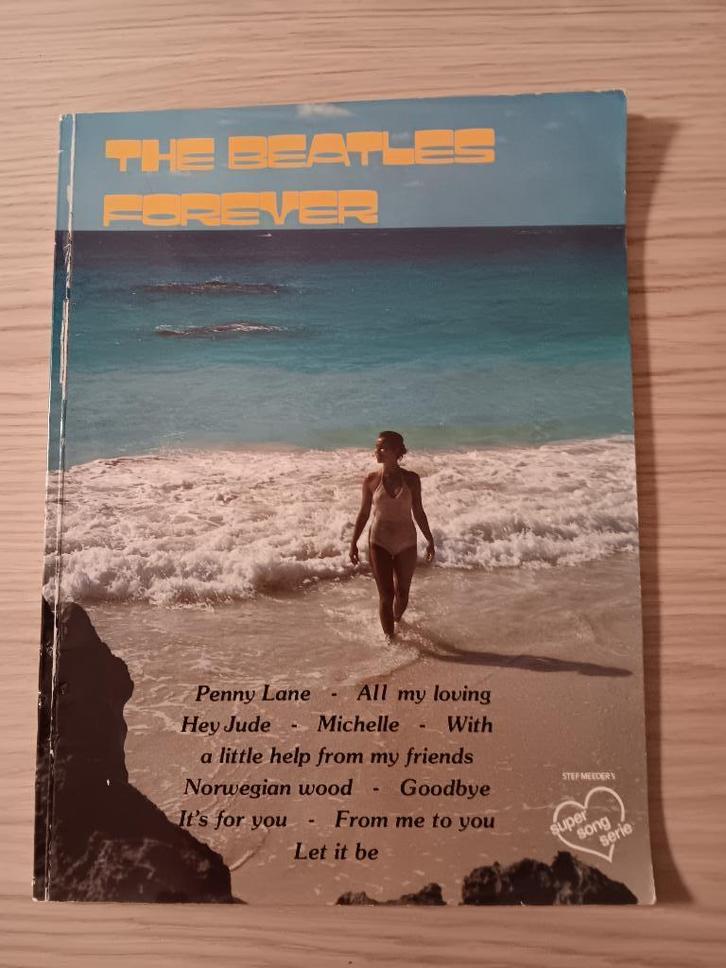 THE BEATLES
FOREVER
Penny Lane - All my loving
Hey Jude - Michelle - With
a little help from my friends
Norwegian wood - Goodbye
It's for you - From me to you
Let it be
STEF MEEDER's
super
song
serie